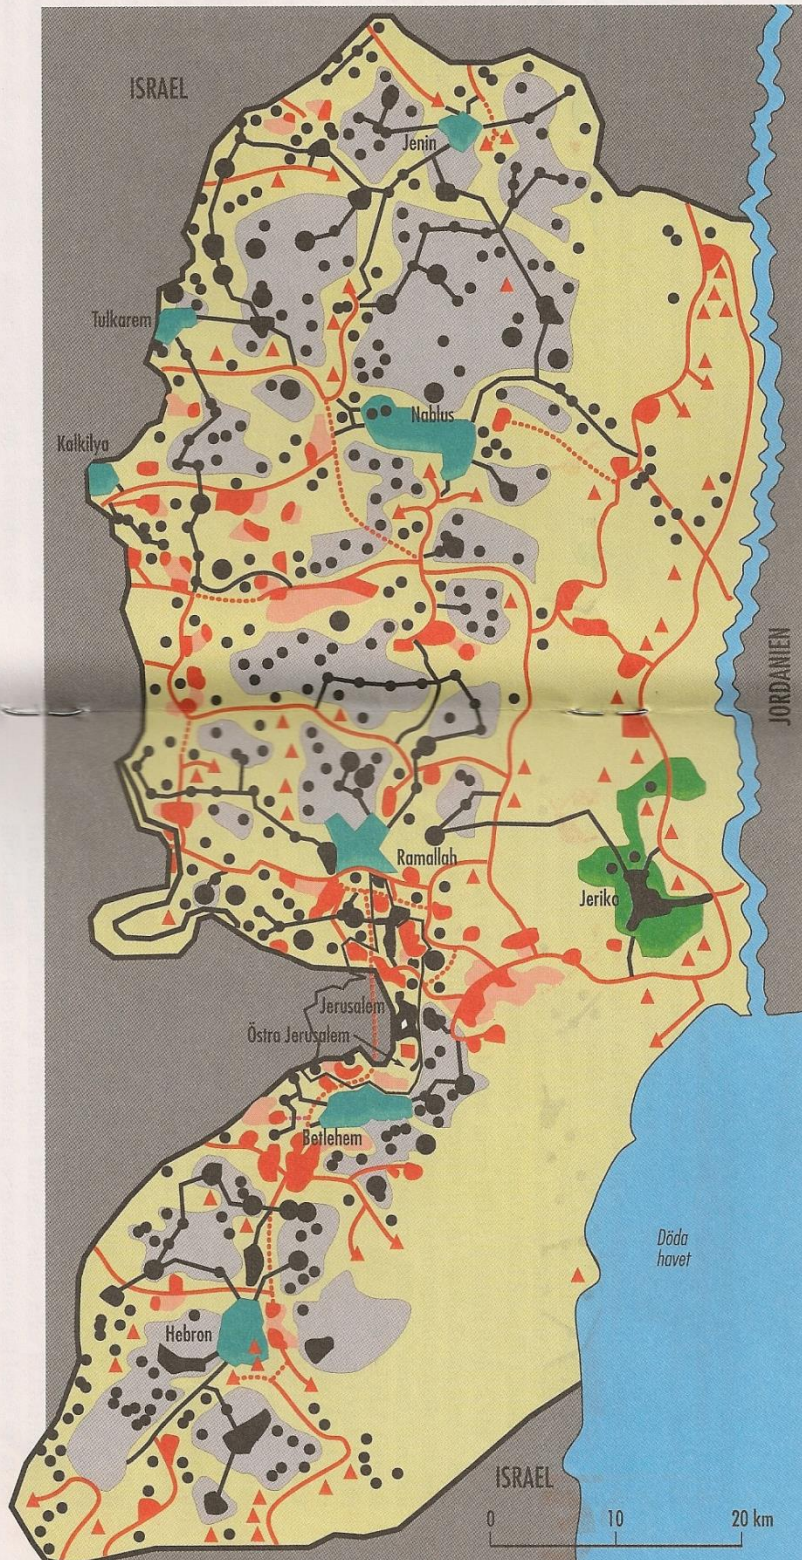 ISRAEL
Jenin
Tulkarem
Nablus
Kalkilya
JORDANIEN
Ramallah
Jeriko
Jerusalem
Östra Jerusalem
Betlehem
Döda
havet
Hebron
ISRAEL
0 10 20 km